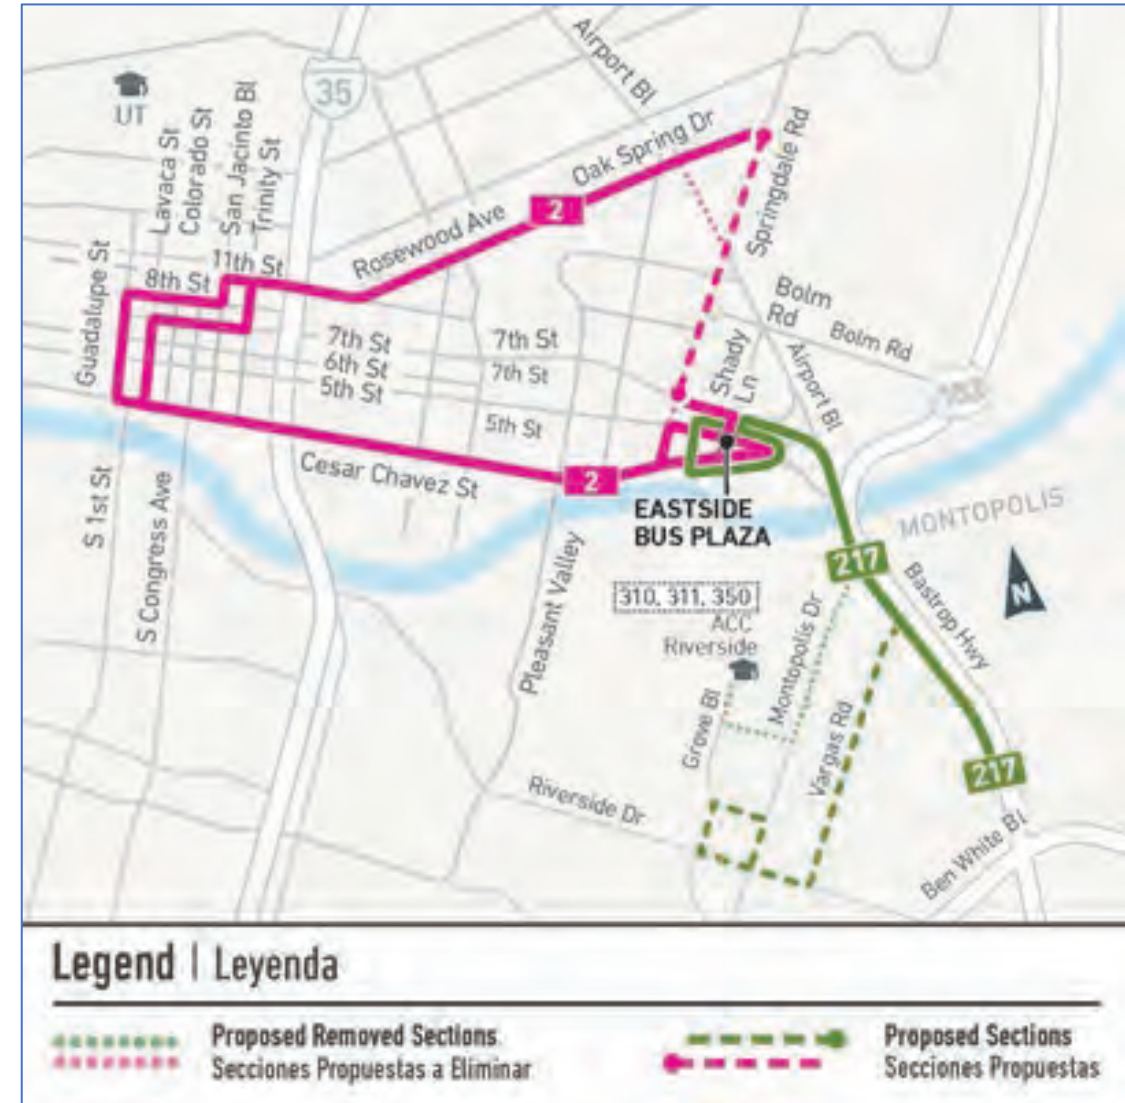 Airport Bl
35
UT
Lavaca St
Colorado St
San Jacinto Bl
Trinity St
Oak Spring Dr
Springdale Rd
2
Rosewood Ave
Guadalupe St
11th St
8th St
Bolm
Rd
Bolm Rd
7th St
7th St
6th St
7th St
5th St
Shady
Ln
Airport Bl
5th St
Cesar Chavez St
2
S 1st St
S Congress Ave
EASTSIDE
BUS PLAZA
MONTOPOLIS
217
Pleasant Valley
310, 311, 350
ACC
Riverside
Montopolis Dr
Bastrop Hwy
N
Grove Bl
Vargas Rd
217
Riverside Dr
Ben White Bl
Legend | Leyenda
Proposed Removed Sections
Secciones Propuestas a Eliminar
Proposed Sections
Secciones Propuestas